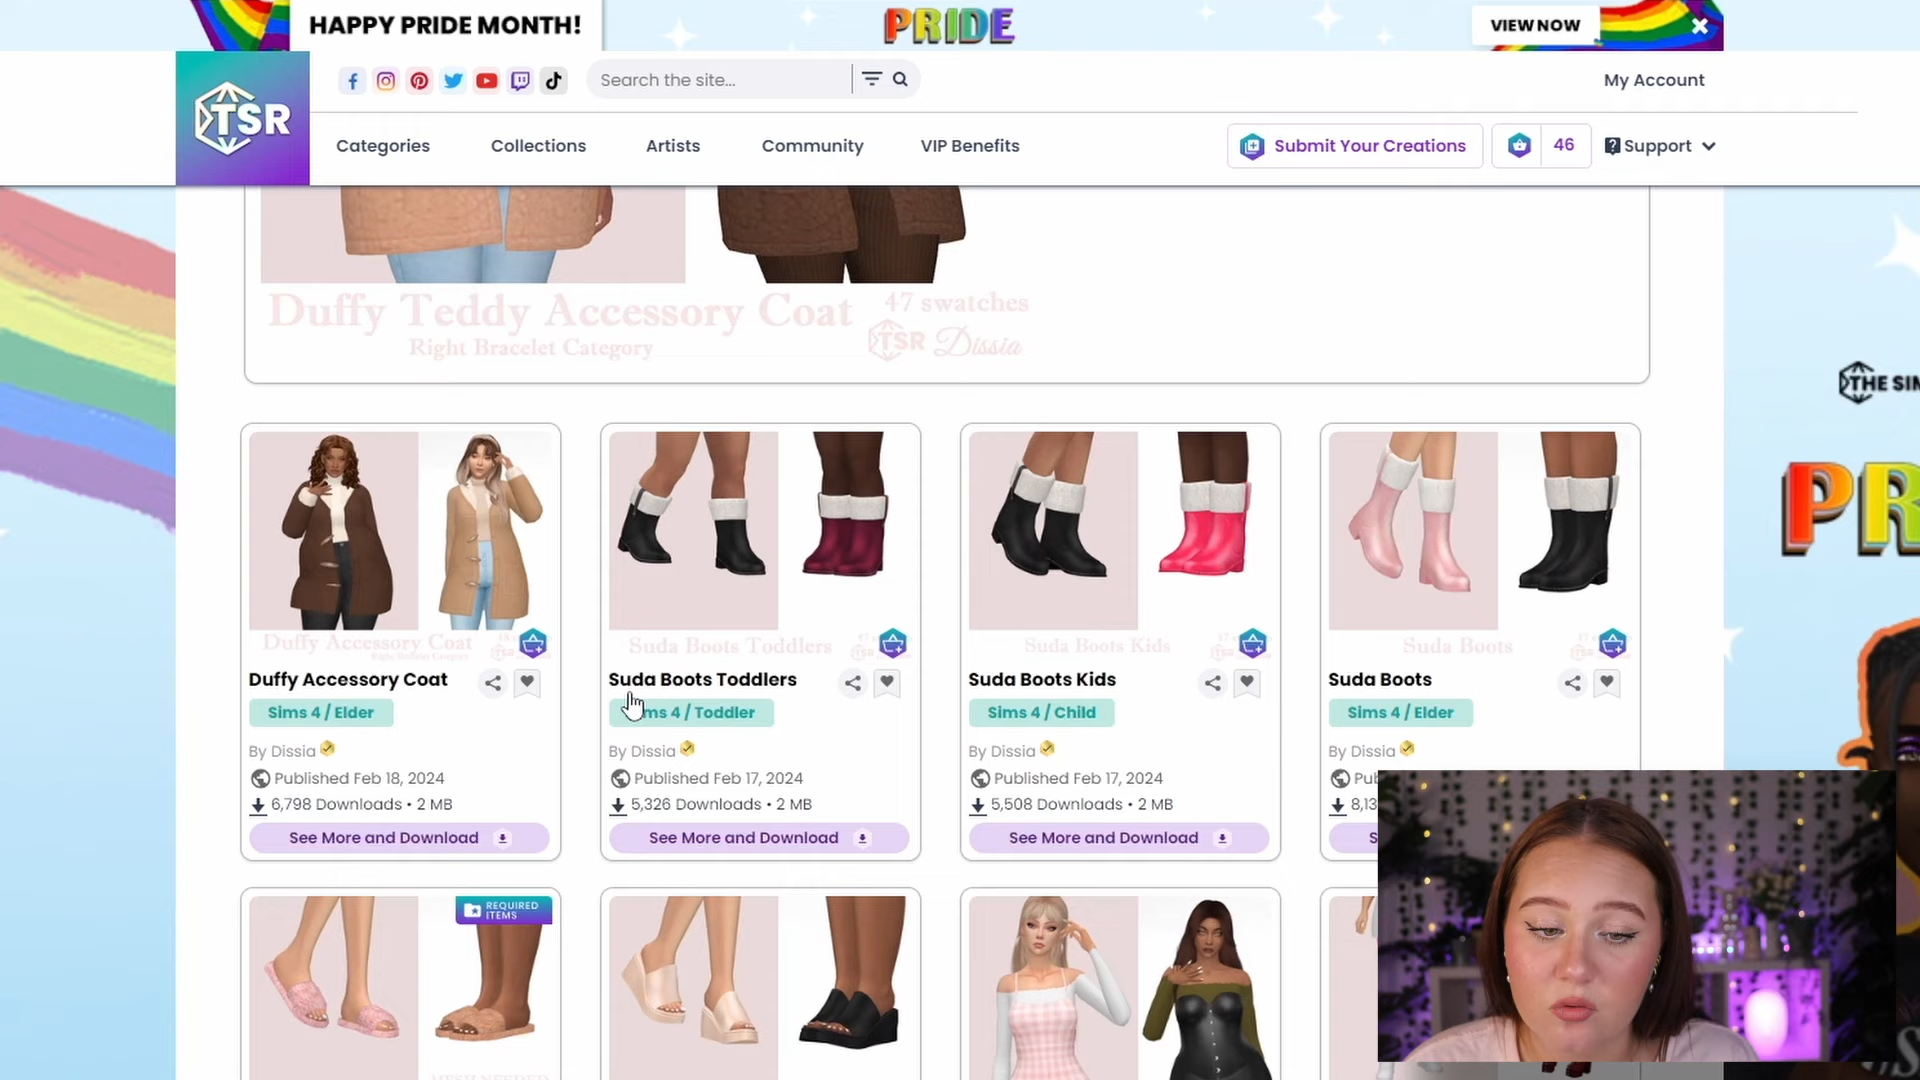 HAPPY PRIDE MONTH!
PRIDE
VIEW NOW
TSR
Search the site...
My Account
Categories
Collections
Artists
Community
VIP Benefits
Submit Your Creations
46
Support
Duffy Teddy Accessory Coat
47 swatches
Right Bracelet Category
TSR Dissia
THE SIM
PR
Duffy Accessory Coat
Suda Boots Toddlers
Suda Boots Kids
Suda Boots
Duffy Accessory Coat
Suda Boots Toddlers
Suda Boots Kids
Suda Boots
Sims 4 / Elder
ms 4 / Toddler
Sims 4 / Child
Sims 4 / Elder
By Dissia
By Dissia
By Dissia
By Dissia
Published Feb 18, 2024
Published Feb 17, 2024
Published Feb 17, 2024
Pub
6,798 Downloads • 2 MB
5,326 Downloads • 2 MB
5,508 Downloads • 2 MB
8,13
See More and Download
See More and Download
See More and Download
S
REQUIRED
ITEMS